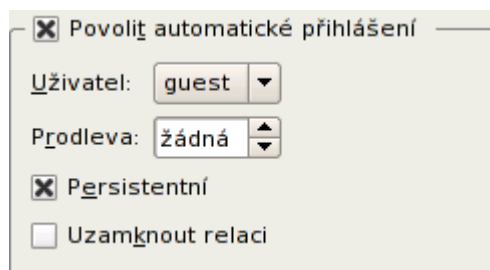 Povolit automatické přihlášení
Uživatel: guest
Prodleva: žádná
Persistentní
Uzamknout relaci